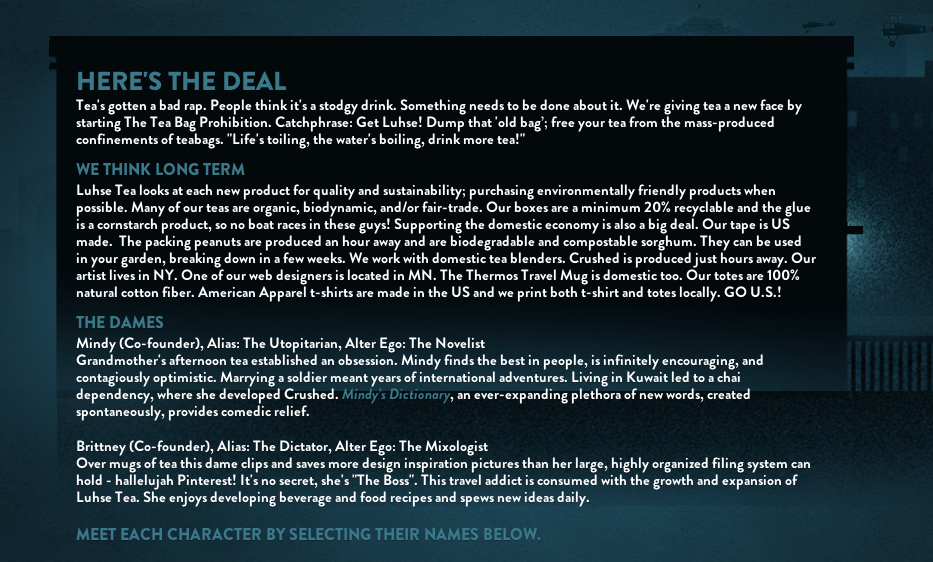 HERE'S THE DEAL
Tea's gotten a bad rap. People think it's a stodgy drink. Something needs to be done about it. We're giving tea a new face by
starting The Tea Bag Prohibition. Catchphrase: Get Luhse! Dump that 'old bag'; free your tea from the mass-produced
confinements of teabags. "Life's toiling, the water's boiling, drink more tea!"
WE THINK LONG TERM
Luhse Tea looks at each new product for quality and sustainability; purchasing environmentally friendly products when
possible. Many of our teas are organic, biodynamic, and/or fair-trade. Our boxes are a minimum 20% recyclable and the glue
is a cornstarch product, so no boat races in these guys! Supporting the domestic economy is also a big deal. Our tape is US
made. The packing peanuts are produced an hour away and are biodegradable and compostable sorghum. They can be used
in your garden, breaking down in a few weeks. We work with domestic tea blenders. Crushed is produced just hours away. Our
artist lives in NY. One of our web designers is located in MN. The Thermos Travel Mug is domestic too. Our totes are 100%
natural cotton fiber. American Apparel t-shirts are made in the US and we print both t-shirt and totes locally. GO U.S.!
THE DAMES
Mindy (Co-founder), Alias: The Utopitarian, Alter Ego: The Novelist
Grandmother's afternoon tea established an obsession. Mindy finds the best in people, is infinitely encouraging, and
contagiously optimistic. Marrying a soldier meant years of international adventures. Living in Kuwait led to a chai
dependency, where she developed Crushed. Mindy's Dictionary, an ever-expanding plethora of new words, created
spontaneously, provides comedic relief.
Brittney (Co-founder), Alias: The Dictator, Alter Ego: The Mixologist
Over mugs of tea this dame clips and saves more design inspiration pictures than her large, highly organized filing system can
hold - hallelujah Pinterest! It's no secret, she's "The Boss". This travel addict is consumed with the growth and expansion of
Luhse Tea. She enjoys developing beverage and food recipes and spews new ideas daily.
MEET EACH CHARACTER BY SELECTING THEIR NAMES BELOW.